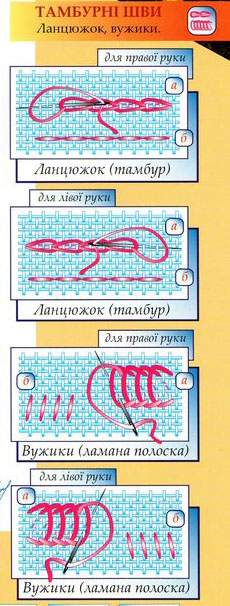 ТАМБУРНІ ШВИ
Ланцюжок, вужики.
для правої руки
а
б
Ланцюжок (тамбур)
для лівої руки
а
б
Ланцюжок (тамбур)
для правої руки
б
а
Вужики (ламана полоска)
для лівої руки
а
б
Вужики (ламана полоска)